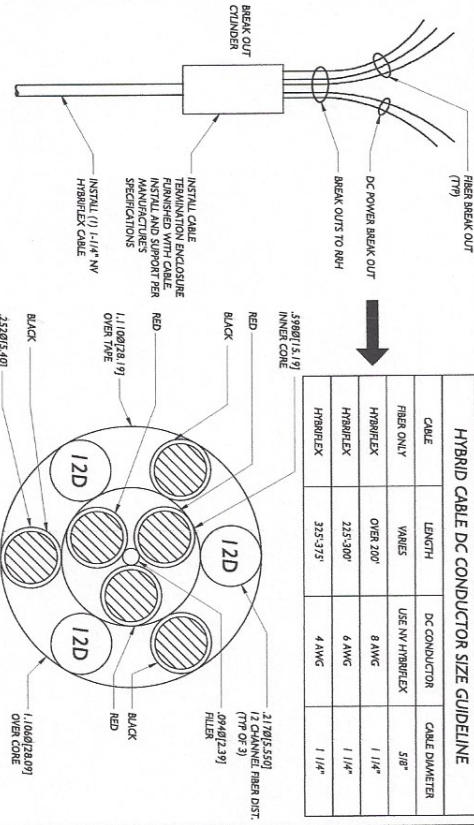 HYBRID CABLE DC CONDUCTOR SIZE GUIDELINE
CABLE LENGTH DC CONDUCTOR CABLE DIAMETER
FIBER ONLY VARIES USE NV HYBRIFLEX 5/8"
HYBRIFLEX OVER 200' 8 AWG 1 1/4"
HYBRIFLEX 225'-300' 6 AWG 1 1/4"
HYBRIFLEX 325'-375' 4 AWG 1 1/4"
FIBER BREAK OUT
(TYP)
DC POWER BREAK OUT
BREAK OUTS TO RRH
BREAK OUT
CYLINDER
INSTALL CABLE
TERMINATION ENCLOSURE
FURNISHED WITH CABLE.
INSTALL AND SUPPORT PER
MANUFACTURE'S
SPECIFICATIONS
INSTALL (1) 1-1/4" NV
HYBRIFLEX CABLE
.598Ø[15.19]
INNER CORE
RED
BLACK
RED
1.110Ø[28.19]
OVER TAPE
BLACK
.252Ø[5.40]
.217Ø[5.550]
12 CHANNEL FIBER DIST.
(TYP OF 3)
.094Ø[2.39]
FILLER
BLACK
RED
1.106Ø[28.09]
OVER CORE
12D
12D
12D